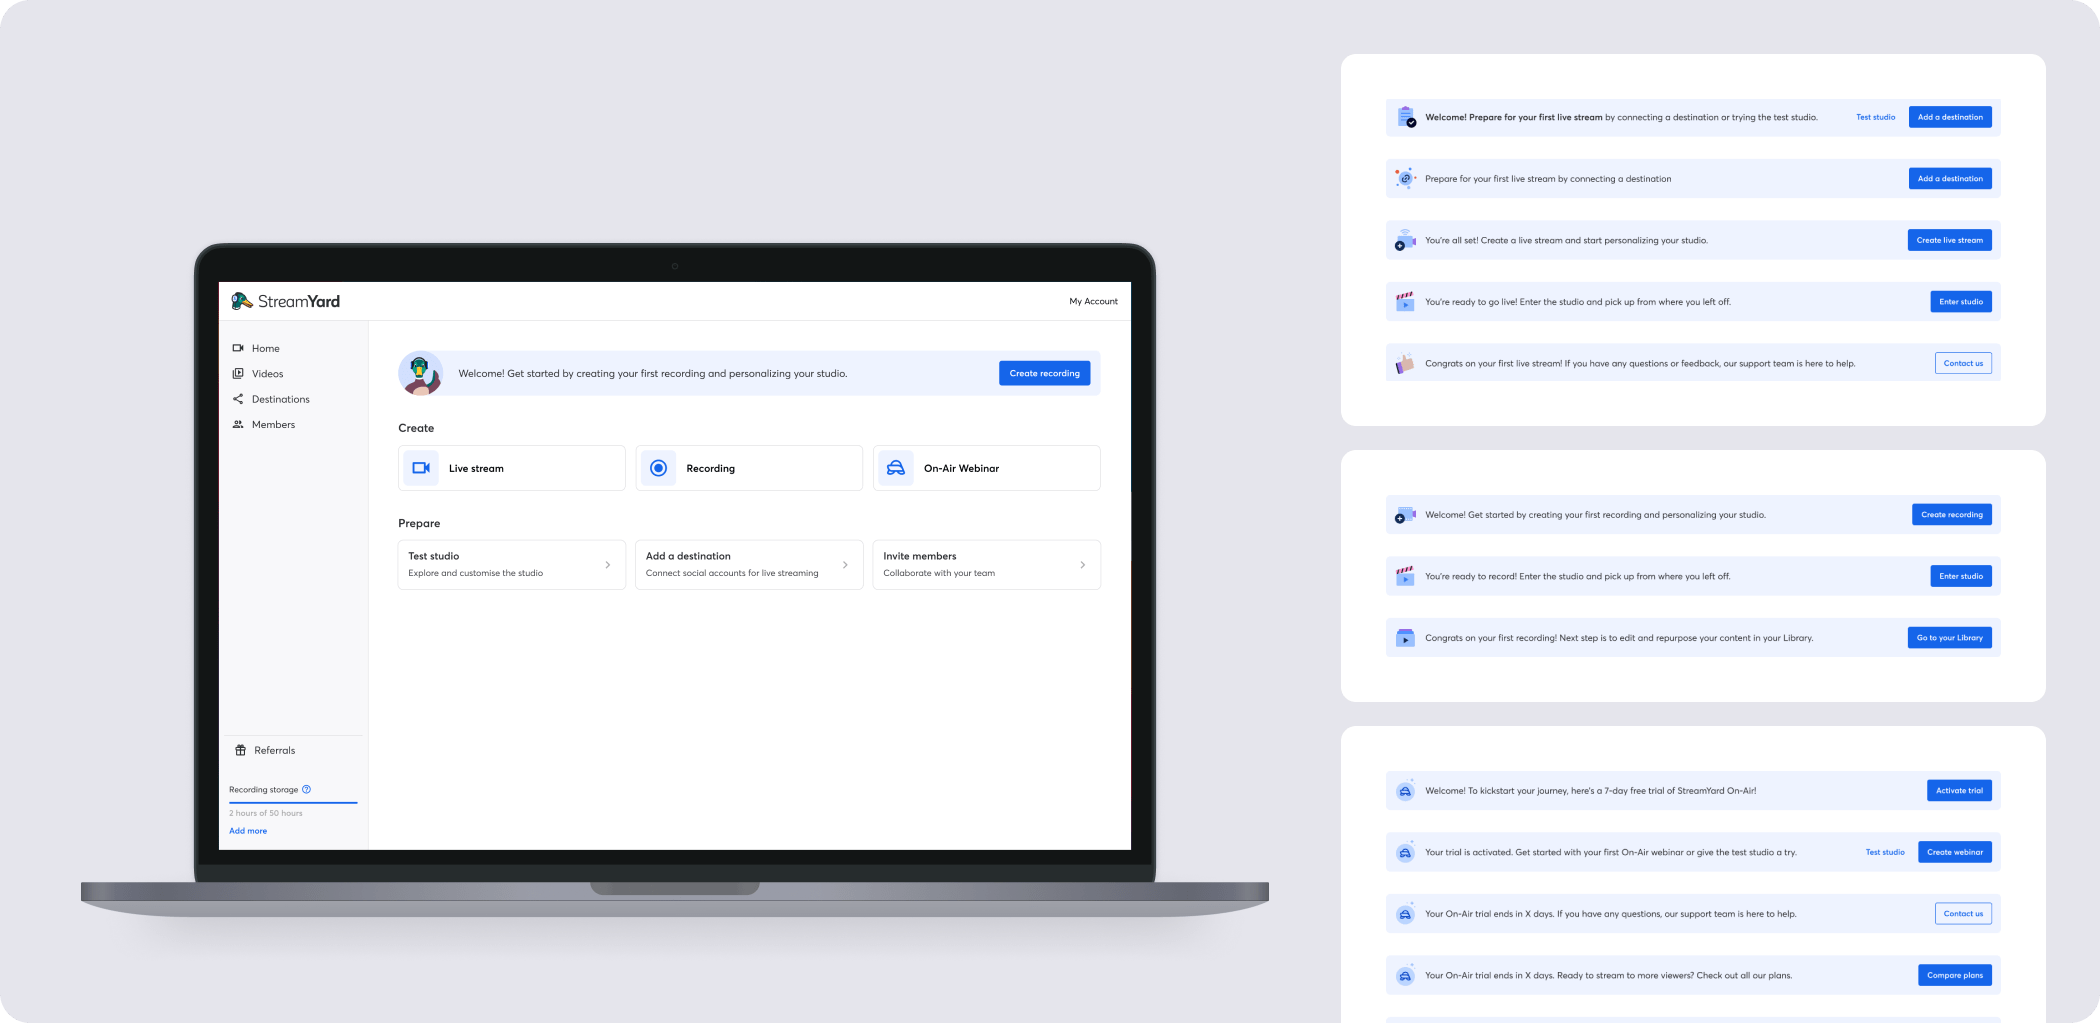 StreamYard
My Account
Home
Videos
Destinations
Members
Referrals
Recording storage
2 hours of 50 hours
Add more
Welcome! Get started by creating your first recording and personalizing your studio.
Create recording
Create
Live stream
Recording
On-Air Webinar
Prepare
Test studio
Explore and customise the studio
Add a destination
Connect social accounts for live streaming
Invite members
Collaborate with your team
Welcome! Prepare for your first live stream by connecting a destination or trying the test studio.
Test studio
Add a destination
Prepare for your first live stream by connecting a destination
Add a destination
You're all set! Create a live stream and start personalizing your studio.
Create live stream
You're ready to go live! Enter the studio and pick up from where you left off.
Enter studio
Congrats on your first live stream! If you have any questions or feedback, our support team is here to help.
Contact us
Welcome! Get started by creating your first recording and personalizing your studio.
Create recording
You're ready to record! Enter the studio and pick up from where you left off.
Enter studio
Congrats on your first recording! Next step is to edit and repurpose your content in your Library.
Go to your Library
Welcome! To kickstart your journey, here's a 7-day free trial of StreamYard On-Air!
Activate trial
Your trial is activated. Get started with your first On-Air webinar or give the test studio a try.
Test studio
Create webinar
Your On-Air trial ends in X days. If you have any questions, our support team is here to help.
Contact us
Your On-Air trial ends in X days. Ready to stream to more viewers? Check out all our plans.
Compare plans